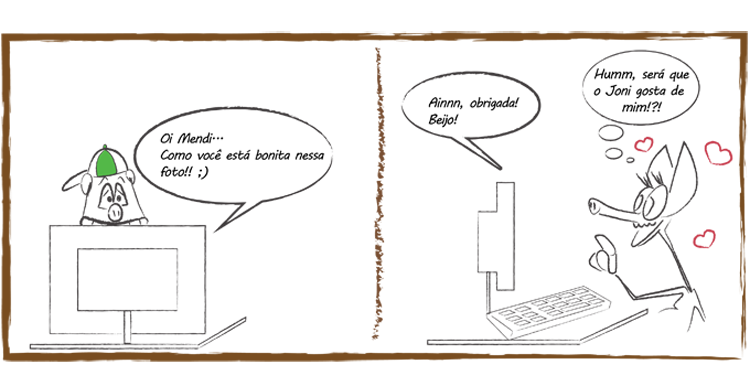 Oi Mendi...
Como você está bonita nessa
foto!! ;)
Ainnn, obrigada!
Beijo!
Humm, será que
o Joni gosta de
mim!?!